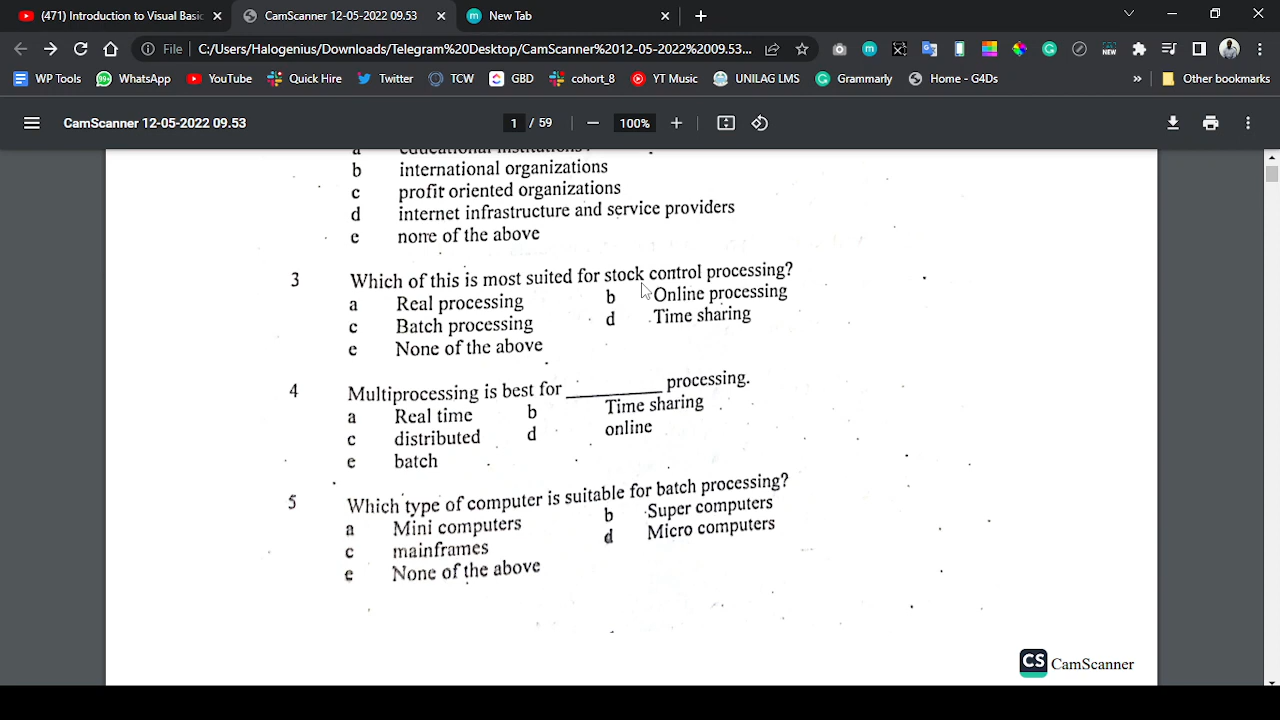 (471) Introduction to Visual Basic
CamScanner 12-05-2022 09.53
New Tab
File
C:/Users/Halogenius/Downloads/Telegram%20Desktop/CamScanner%2012-05-2022%2009.53...
WP Tools
WhatsApp
YouTube
Quick Hire
Twitter
TCW
GBD
cohort_8
YT Music
UNILAG LMS
Grammarly
Home - G4Ds
»
Other bookmarks
CamScanner 12-05-2022 09.53
1 / 59
100%
a educational institutions?
b international organizations
c profit oriented organizations
d internet infrastructure and service providers
e none of the above
3 Which of this is most suited for stock control processing?
a Real processing b Online processing
c Batch processing d Time sharing
e None of the above
4 Multiprocessing is best for __________ processing.
a Real time b Time sharing
c distributed d online
e batch
5 Which type of computer is suitable for batch processing?
a Mini computers b Super computers
c mainframes d Micro computers
e None of the above
CS CamScanner